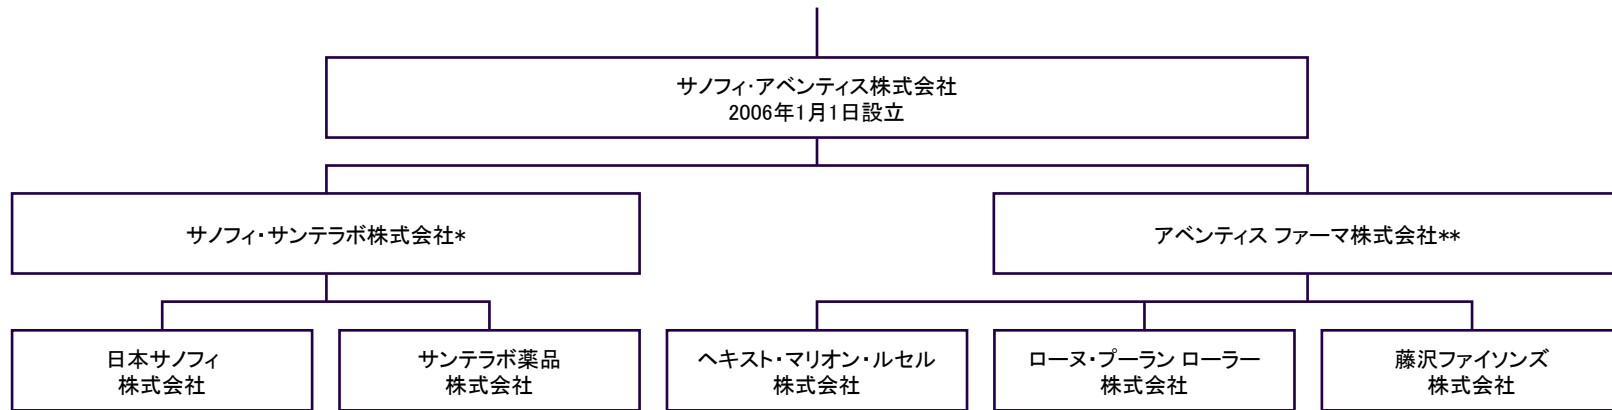 サノフィ・アベンティス株式会社
2006年1月1日設立
サノフィ・サンテラボ株式会社*
アベンティス ファーマ株式会社**
日本サノフィ
株式会社
サンテラボ薬品
株式会社
ヘキスト・マリオン・ルセル
株式会社
ローヌ・プーラン ローラー
株式会社
藤沢ファイソンズ
株式会社